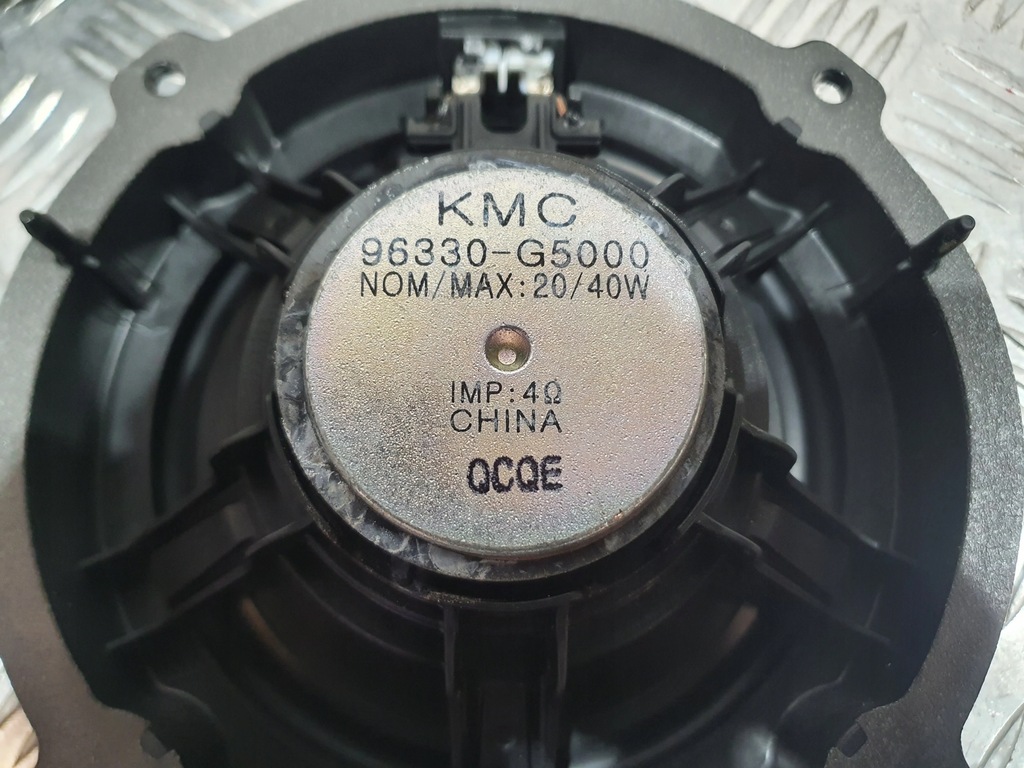 KMC
96330-G5000
NOM/MAX:20/40W
IMP:4Ω
CHINA
QCQE